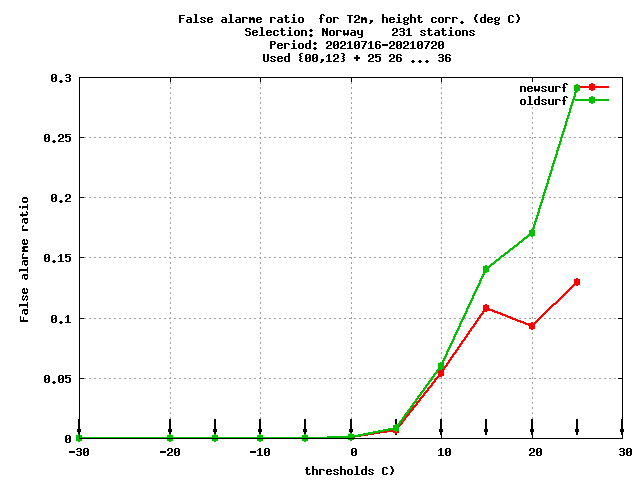 False alarme ratio  for T2m, height corr. (deg C)
Selection: Norway    231 stations
Period: 20210716-20210720
Used {00,12} + 25 26 ... 36
newsurf
oldsurf
0.3
0.25
0.2
0.15
0.1
0.05
0
False alarme ratio
-30 -20 -10 0 10 20 30
thresholds C)